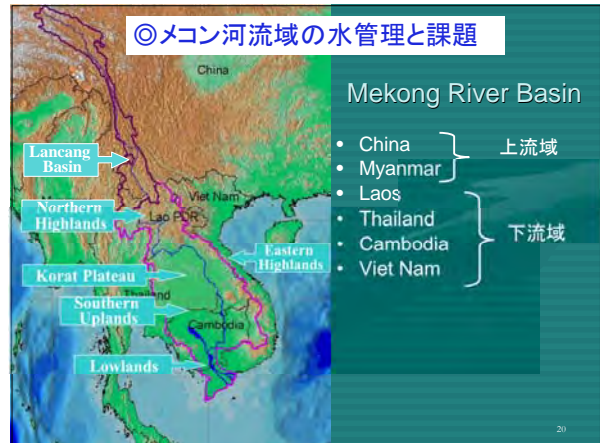 ◎メコン河流域の水管理と課題
China
Lancang
Basin
Viet Nam
Northern
Highlands
Lao PDR
Eastern
Highlands
Korat Plateau
Thailand
Southern
Uplands
Cambodia
Lowlands
Mekong River Basin
• China
• Myanmar
上流域
• Laos
• Thailand
• Cambodia
• Viet Nam
下流域
20